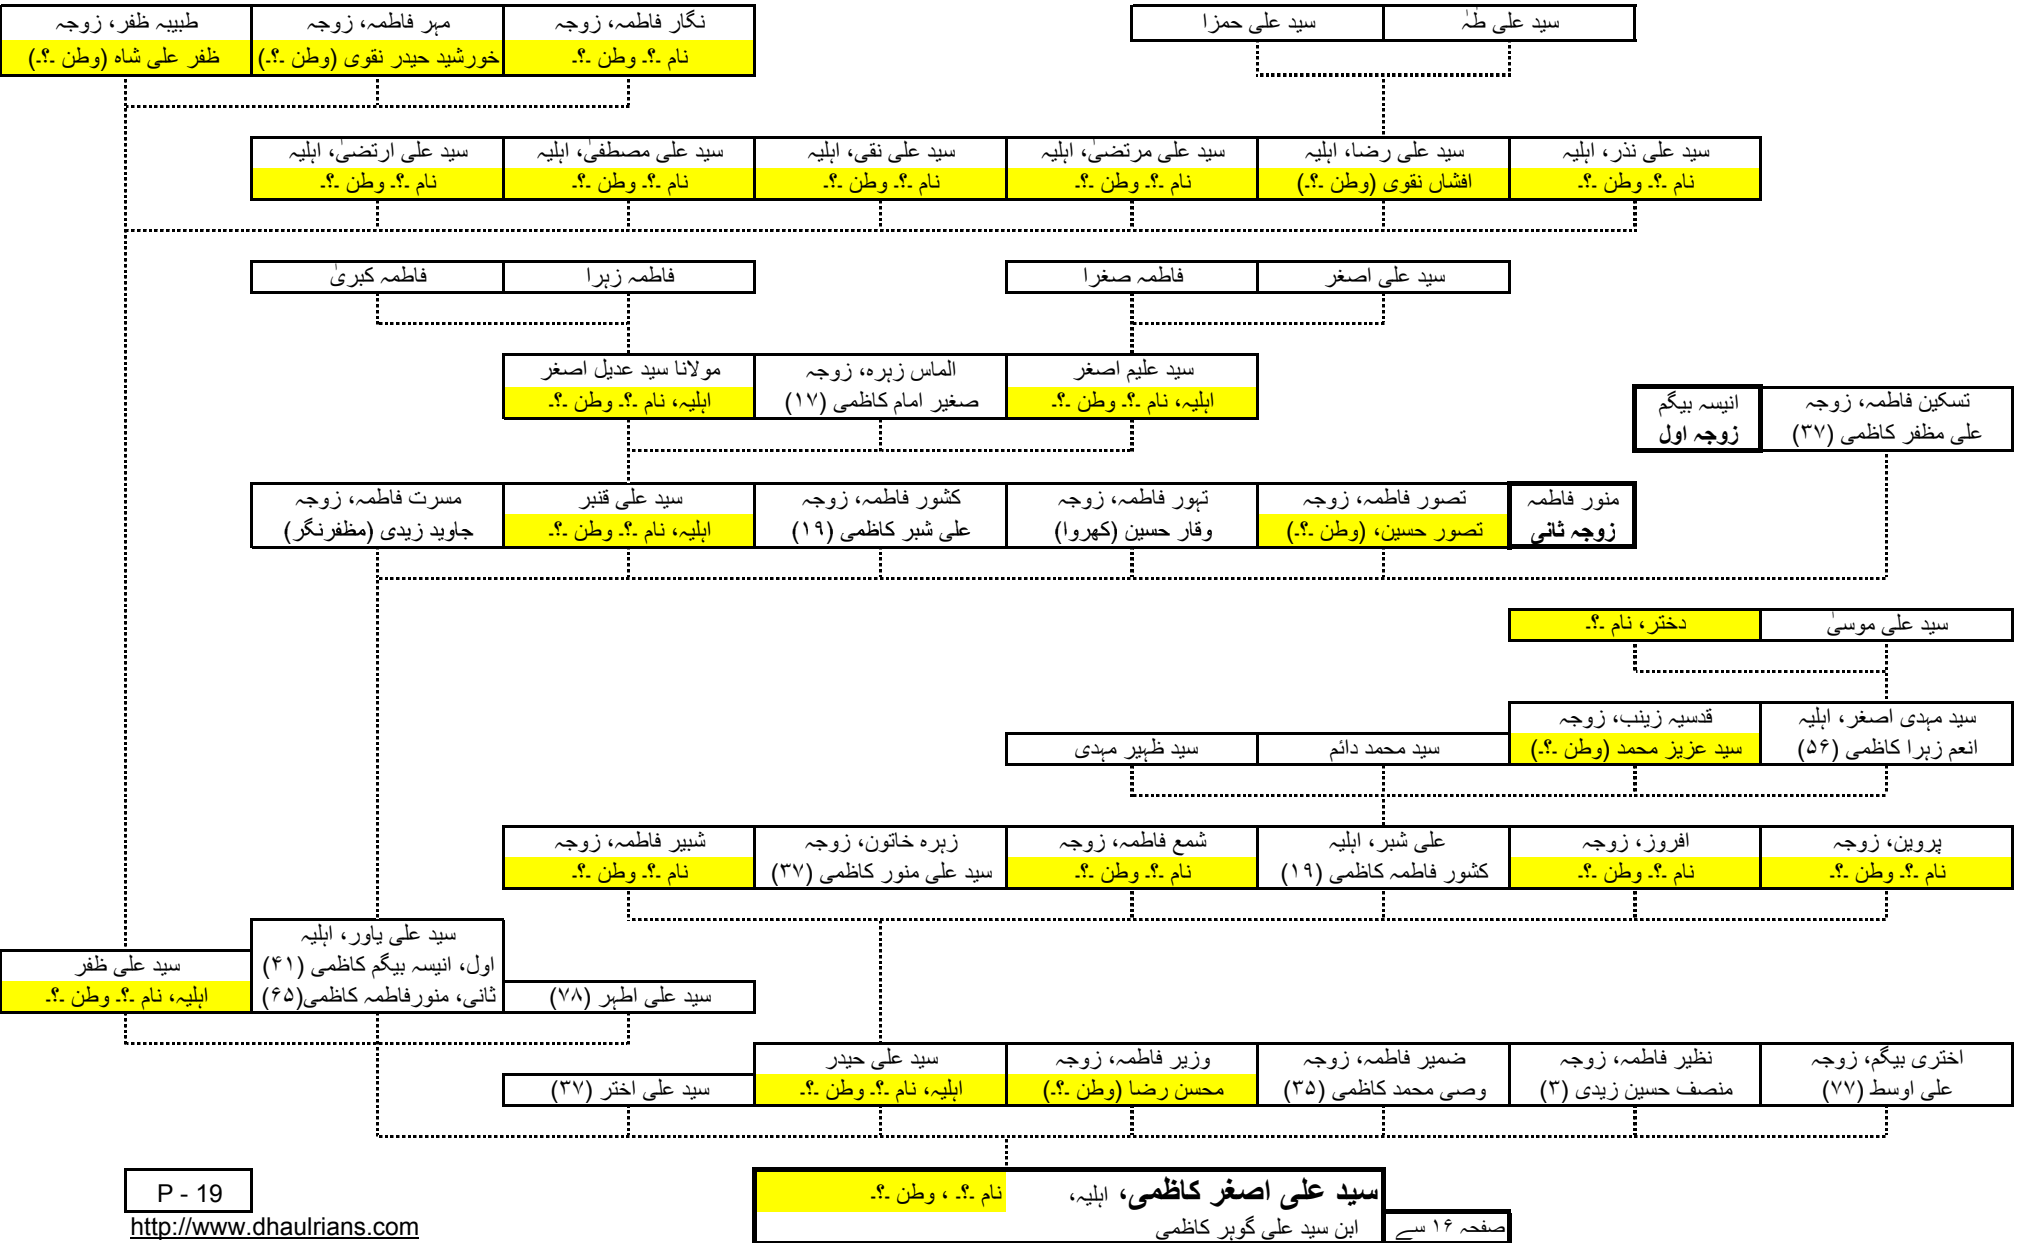 سید علی طہٰ
سید علی حمزا
نگار فاطمہ، زوجہ
نام ۔؟۔ وطن ۔؟۔
مہر فاطمہ، زوجہ
خورشید حیدر نقوی (وطن ۔؟۔)
طبیبہ ظفر، زوجہ
ظفر علی شاہ (وطن ۔؟۔)
سید علی نذر، اہلیہ
نام ۔؟۔ وطن ۔؟۔
سید علی رضا، اہلیہ
افشاں نقوی (وطن ۔؟۔)
سید علی مرتضیٰ، اہلیہ
نام ۔؟۔ وطن ۔؟۔
سید علی نقی، اہلیہ
نام ۔؟۔ وطن ۔؟۔
سید علی مصطفیٰ، اہلیہ
نام ۔؟۔ وطن ۔؟۔
سید علی ارتضیٰ، اہلیہ
نام ۔؟۔ وطن ۔؟۔
سید علی اصغر
فاطمہ صغرا
فاطمہ زہرا
فاطمہ کبریٰ
سید علیم اصغر
اہلیہ، نام ۔؟۔ وطن ۔؟۔
الماس زہرہ، زوجہ
صغیر امام کاظمی (۱۷)
مولانا سید عدیل اصغر
اہلیہ، نام ۔؟۔ وطن ۔؟۔
تسکین فاطمہ، زوجہ
علی مظفر کاظمی (۳۷)
انیسہ بیگم
زوجہ اول
منور فاطمہ
زوجہ ثانی
تصور فاطمہ، زوجہ
تصور حسین، (وطن ۔؟۔)
تہور فاطمہ، زوجہ
وقار حسین (کھروا)
کشور فاطمہ، زوجہ
علی شبر کاظمی (۱۹)
سید علی قنبر
اہلیہ، نام ۔؟۔ وطن ۔؟۔
مسرت فاطمہ، زوجہ
جاوید زیدی (مظفرنگر)
سید علی موسیٰ
دختر، نام ۔؟۔
سید مہدی اصغر، اہلیہ
انعم زہرا کاظمی (۵۶)
قدسیہ زینب، زوجہ
سید عزیز محمد (وطن ۔؟۔)
سید محمد دائم
سید ظہیر مہدی
پروین، زوجہ
نام ۔؟۔ وطن ۔؟۔
افروز، زوجہ
نام ۔؟۔ وطن ۔؟۔
علی شبر، اہلیہ
کشور فاطمہ کاظمی (۱۹)
شمع فاطمہ، زوجہ
نام ۔؟۔ وطن ۔؟۔
زہرہ خاتون، زوجہ
سید علی منور کاظمی (۳۷)
شبیر فاطمہ، زوجہ
نام ۔؟۔ وطن ۔؟۔
سید علی اطہر (۷۸)
سید علی یاور، اہلیہ
اول، انیسہ بیگم کاظمی (۴۱)
ثانی، منورفاطمہ کاظمی(۶۵)
سید علی ظفر
اہلیہ، نام ۔؟۔ وطن ۔؟۔
اختری بیگم، زوجہ
علی اوسط (۷۷)
نظیر فاطمہ، زوجہ
منصف حسین زیدی (۳)
ضمیر فاطمہ، زوجہ
وصی محمد کاظمی (۳۵)
وزیر فاطمہ، زوجہ
محسن رضا (وطن ۔؟۔)
سید علی حیدر
اہلیہ، نام ۔؟۔ وطن ۔؟۔
سید علی اختر (۳۷)
صفحہ ۱۶ سے
سید علی اصغر کاظمی، اہلیہ، نام ۔؟۔ ، وطن ۔؟۔
ابن سید علی گوہر کاظمی
P - 19
http://www.dhaulrians.com